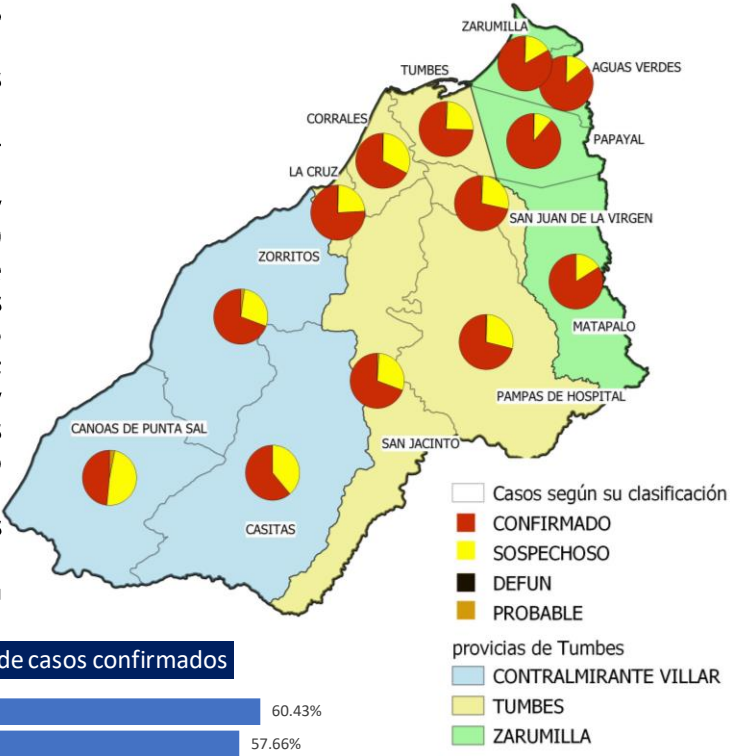 ZARUMILLA
AGUAS VERDES
TUMBES
CORRALES
PAPAYAL
LA CRUZ
SAN JUAN DE LA VIRGEN
ZORRITOS
MATAPALO
PAMPAS DE HOSPITAL
CANOAS DE PUNTA SAL
SAN JACINTO
CASITAS
Casos según su clasificación
CONFIRMADO
SOSPECHOSO
DEFUN
PROBABLE
provicias de Tumbes
CONTRALMIRANTE VILLAR
TUMBES
ZARUMILLA
de casos confirmados
60.43%
57.66%